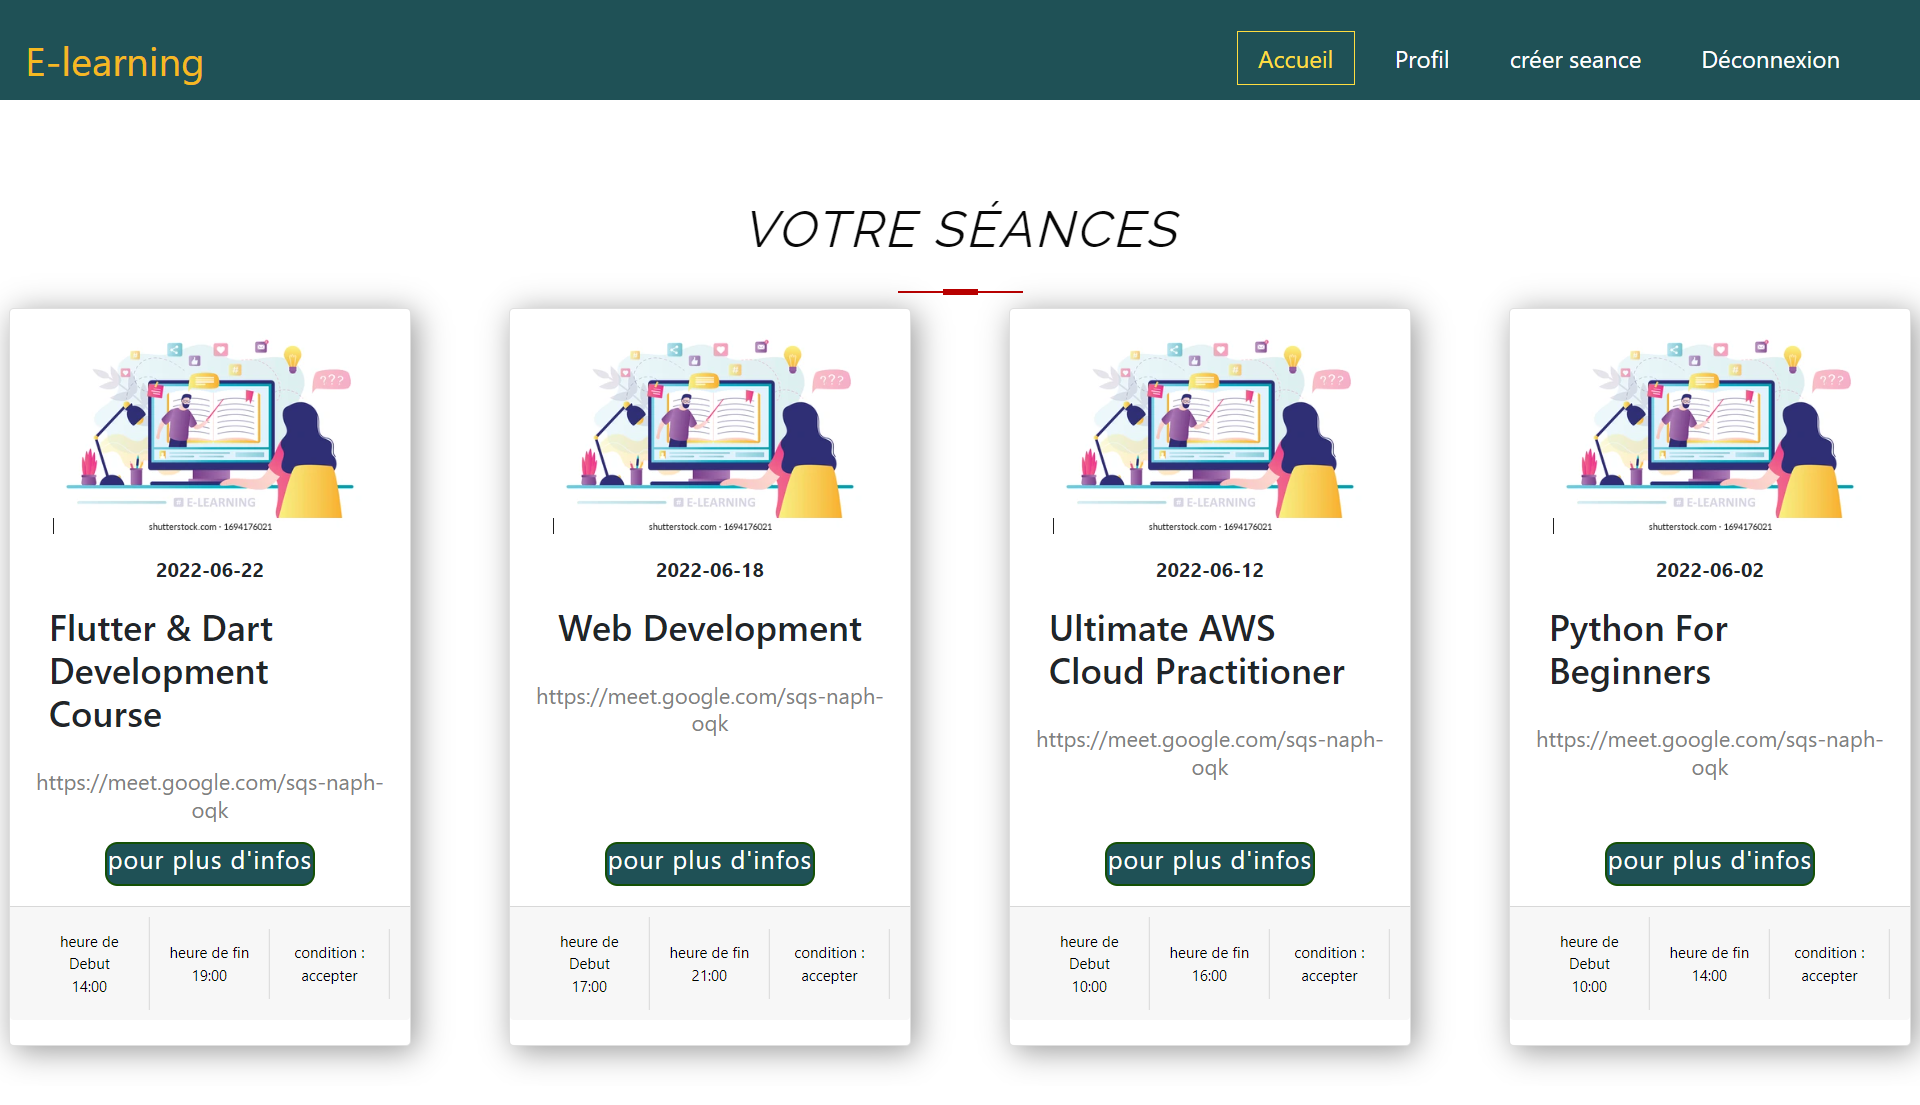 E-learning
Accueil
Profil
créer seance
Déconnexion
VOTRE SÉANCES
???
E-LEARNING
shutterstock.com · 1694176021
2022-06-22
Flutter & Dart
Development
Course
https://meet.google.com/sqs-naph-
oqk
pour plus d'infos
heure de
Debut
14:00
heure de fin
19:00
condition :
accepter
???
E-LEARNING
shutterstock.com · 1694176021
2022-06-18
Web Development
https://meet.google.com/sqs-naph-
oqk
pour plus d'infos
heure de
Debut
17:00
heure de fin
21:00
condition :
accepter
???
E-LEARNING
shutterstock.com · 1694176021
2022-06-12
Ultimate AWS
Cloud Practitioner
https://meet.google.com/sqs-naph-
oqk
pour plus d'infos
heure de
Debut
10:00
heure de fin
16:00
condition :
accepter
???
E-LEARNING
shutterstock.com · 1694176021
2022-06-02
Python For
Beginners
https://meet.google.com/sqs-naph-
oqk
pour plus d'infos
heure de
Debut
10:00
heure de fin
14:00
condition :
accepter